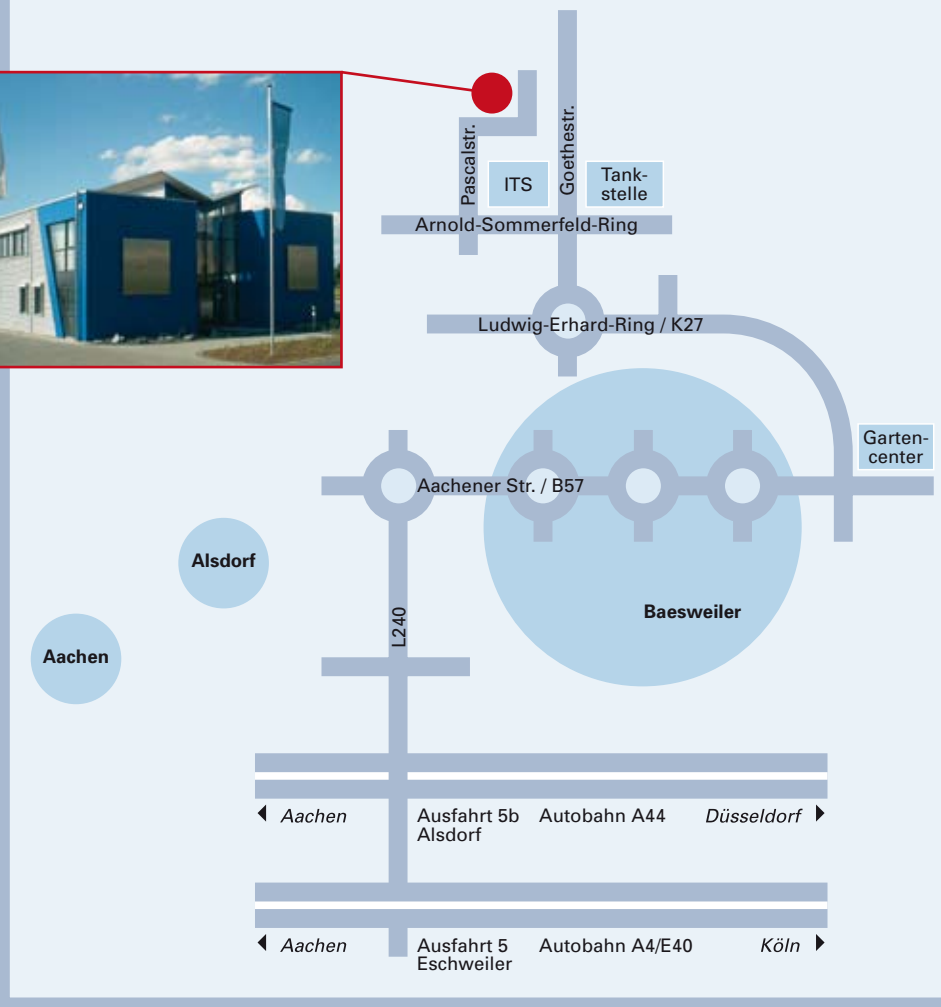 Pascalstr.
ITS
Goethestr.
Tank-
stelle
Arnold-Sommerfeld-Ring
Ludwig-Erhard-Ring / K27
Garten-
center
Aachener Str. / B57
Alsdorf
Baesweiler
L240
Aachen
Aachen
Ausfahrt 5b
Alsdorf
Autobahn A44
Düsseldorf
Aachen
Ausfahrt 5
Eschweiler
Autobahn A4/E40
Köln